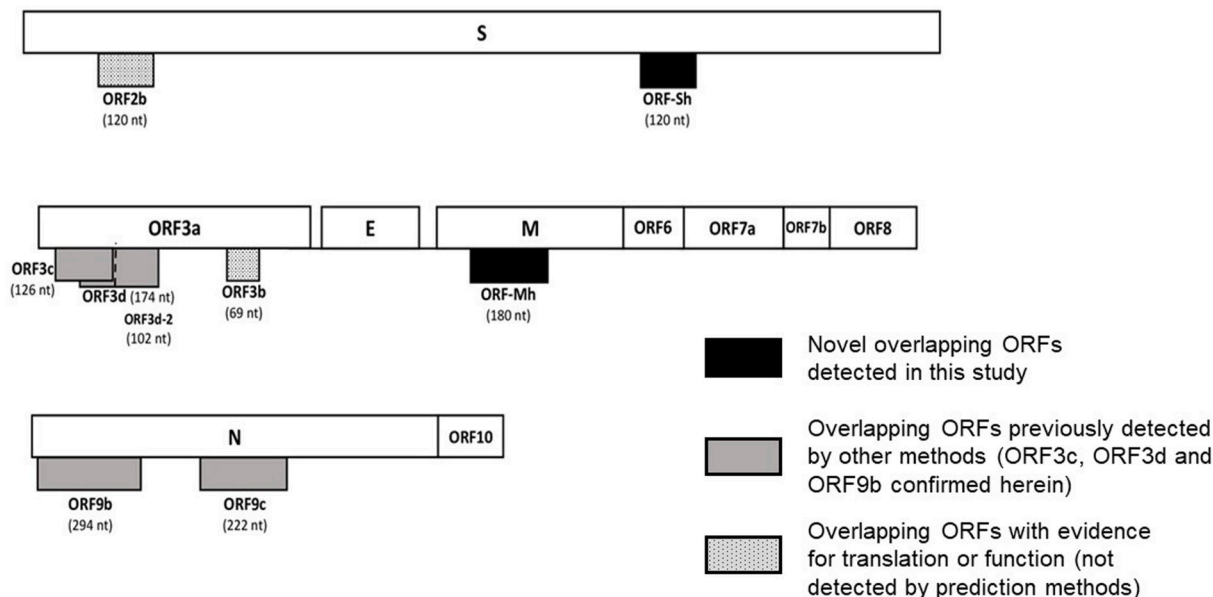 S
ORF2b
(120 nt)
ORF-Sh
(120 nt)
ORF3a
E
M
ORF6
ORF7a
ORF7b
ORF8
ORF3c
(126 nt)
ORF3d (174 nt)
ORF3d-2
(102 nt)
ORF3b
(69 nt)
ORF-Mh
(180 nt)
N
ORF10
ORF9b
(294 nt)
ORF9c
(222 nt)
Novel overlapping ORFs
detected in this study
Overlapping ORFs previously detected
by other methods (ORF3c, ORF3d and
ORF9b confirmed herein)
Overlapping ORFs with evidence
for translation or function (not
detected by prediction methods)